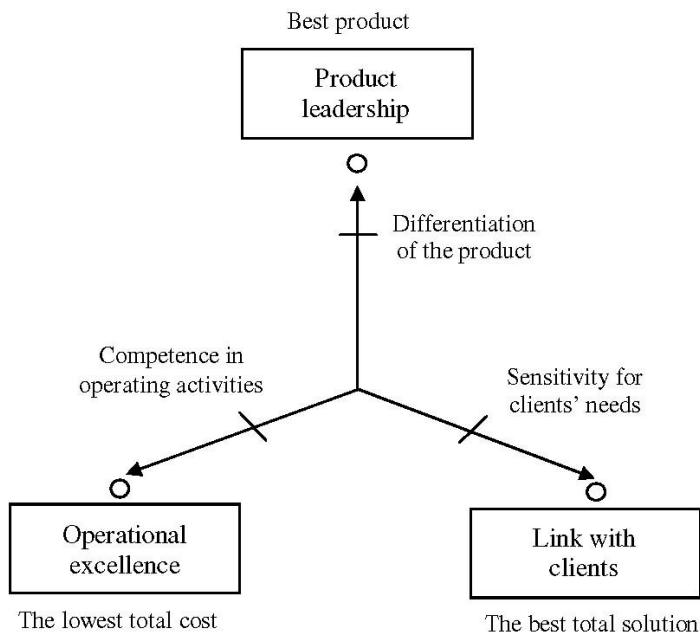 Best product
Product
leadership
Differentiation
of the product
Competence in
operating activities
Sensitivity for
clients' needs
Operational
excellence
Link with
clients
The lowest total cost
The best total solution